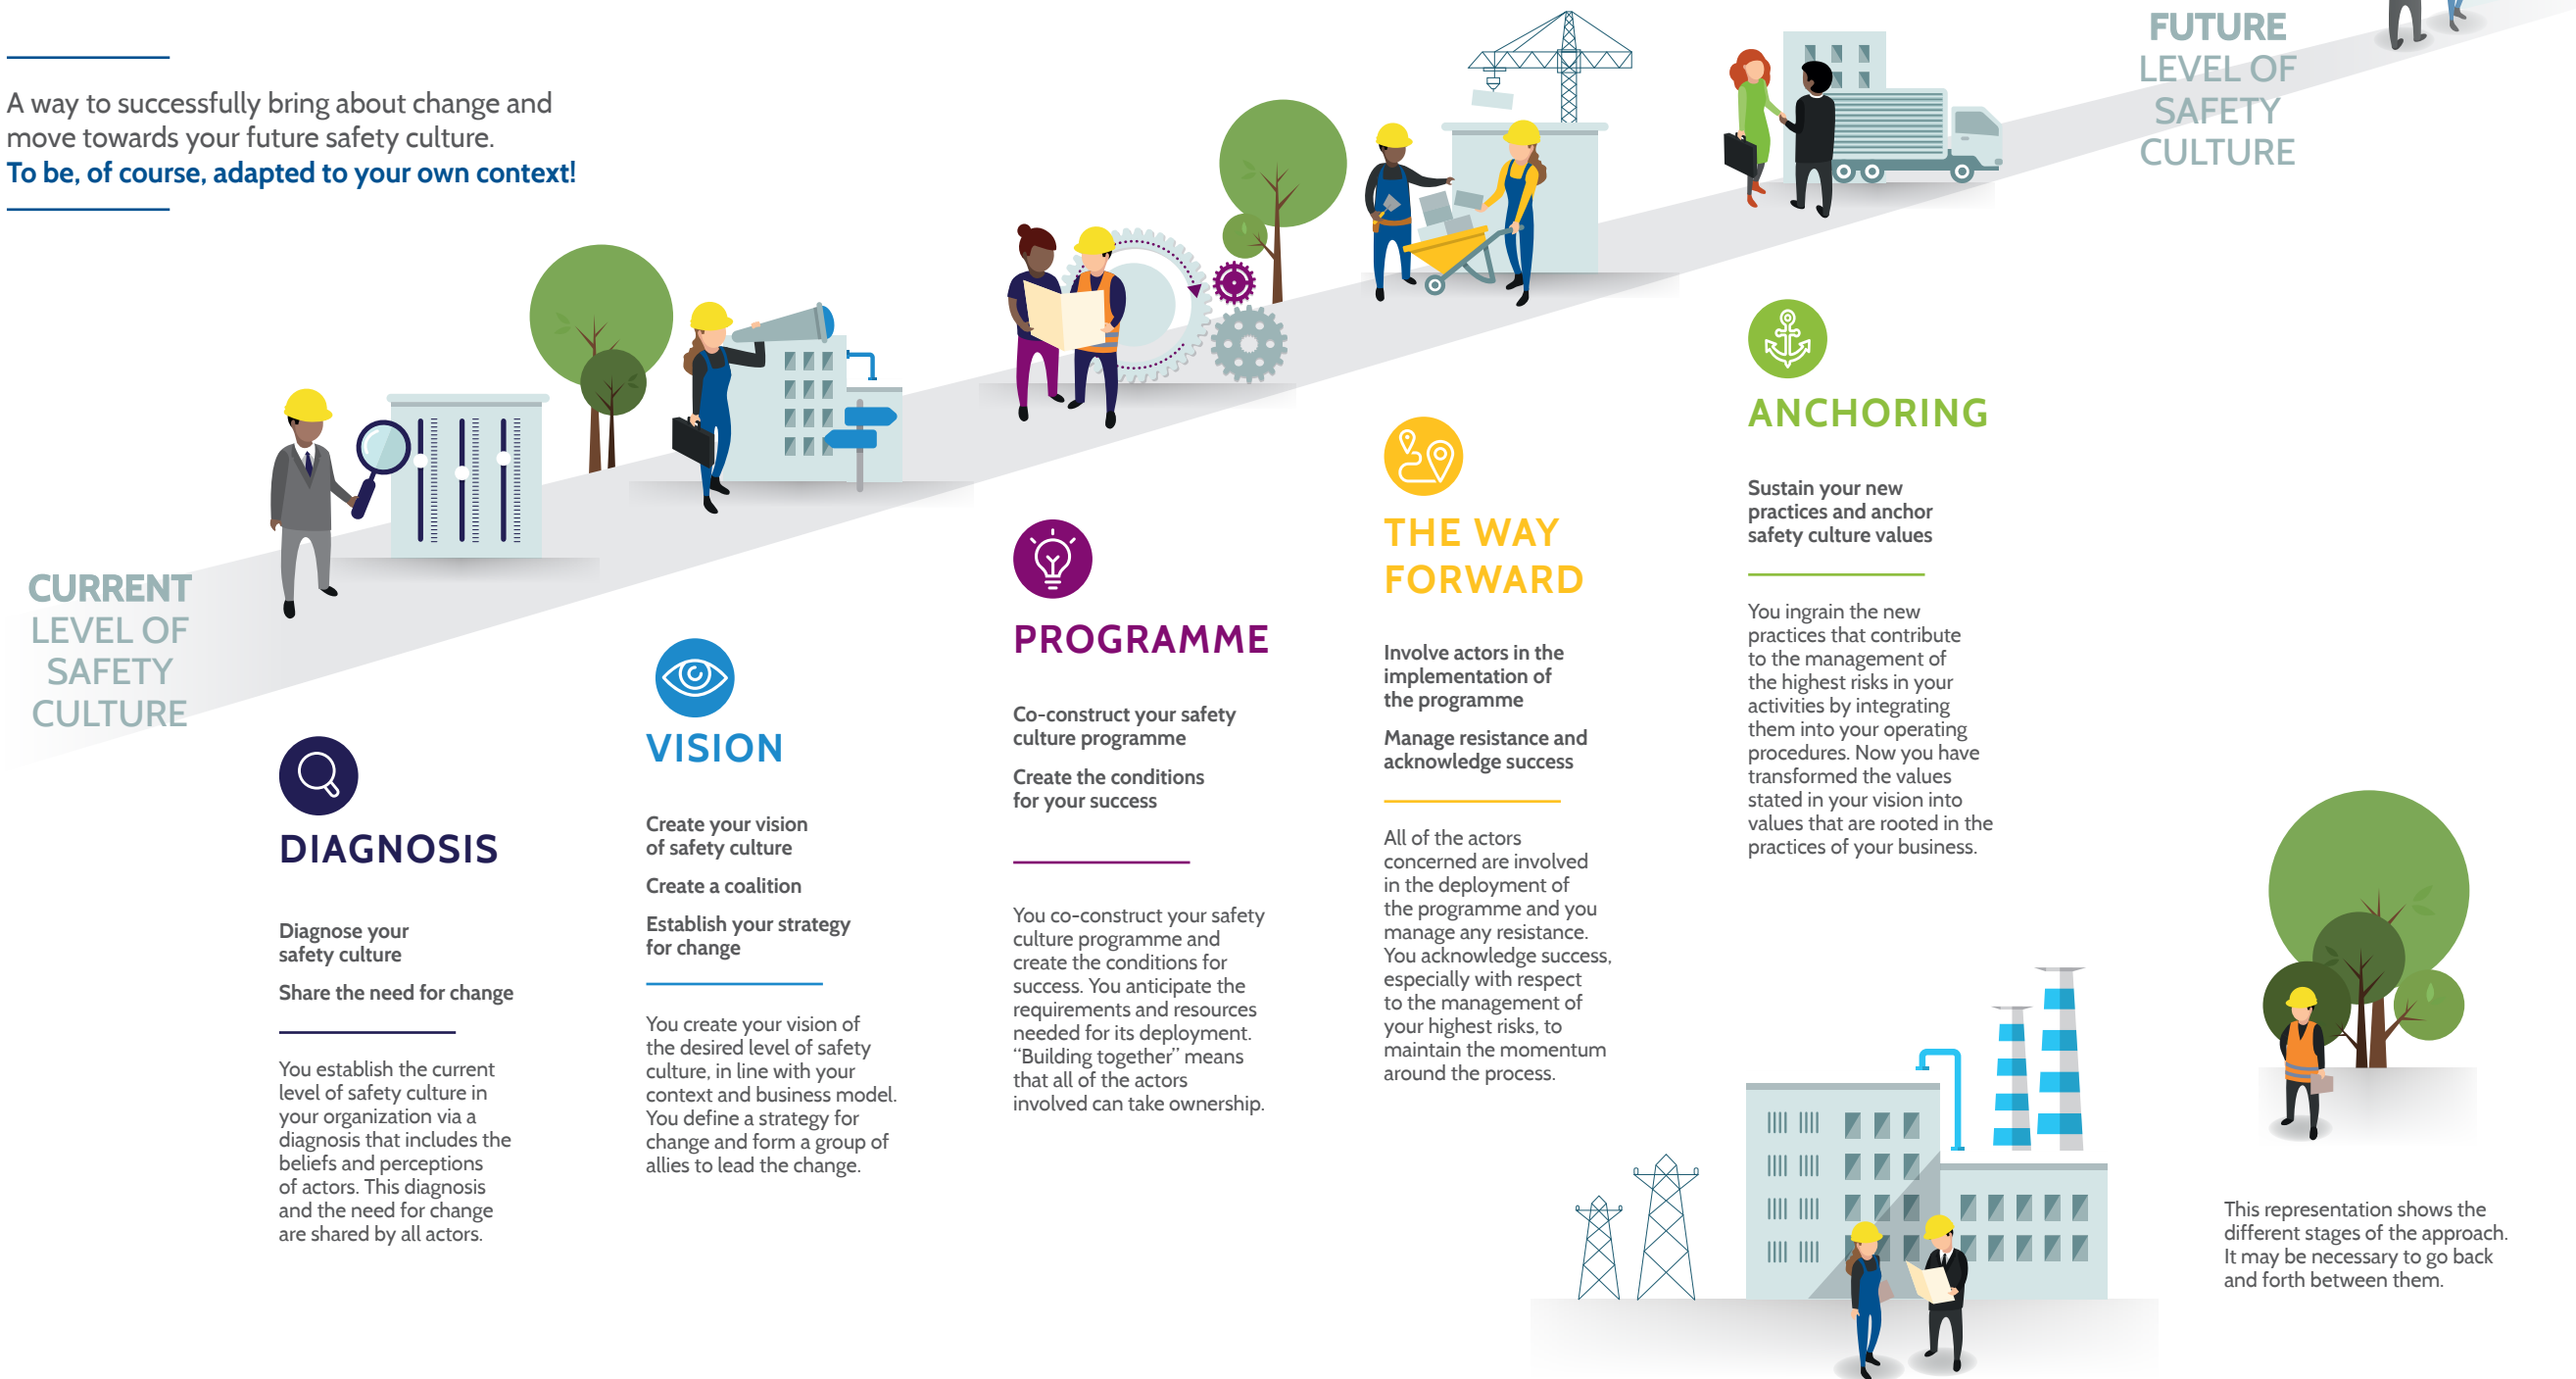 A way to successfully bring about change and
move towards your future safety culture.
To be, of course, adapted to your own context!
CURRENT
LEVEL OF
SAFETY
CULTURE
DIAGNOSIS
Diagnose your
safety culture
Share the need for change
You establish the current
level of safety culture in
your organization via a
diagnosis that includes the
beliefs and perceptions
of actors. This diagnosis
and the need for change
are shared by all actors.
VISION
Create your vision
of safety culture
Create a coalition
Establish your strategy
for change
You create your vision of
the desired level of safety
culture, in line with your
context and business model.
You define a strategy for
change and form a group of
allies to lead the change.
PROGRAMME
Co-construct your safety
culture programme
Create the conditions
for your success
You co-construct your safety
culture programme and
create the conditions for
success. You anticipate the
requirements and resources
needed for its deployment.
“Building together” means
that all of the actors
involved can take ownership.
THE WAY
FORWARD
Involve actors in the
implementation of
the programme
Manage resistance and
acknowledge success
All of the actors
concerned are involved
in the deployment of
the programme and you
manage any resistance.
You acknowledge success,
especially with respect
to the management of
your highest risks, to
maintain the momentum
around the process.
ANCHORING
Sustain your new
practices and anchor
safety culture values
You ingrain the new
practices that contribute
to the management of
the highest risks in your
activities by integrating
them into your operating
procedures. Now you have
transformed the values
stated in your vision into
values that are rooted in the
practices of your business.
FUTURE
LEVEL OF
SAFETY
CULTURE
This representation shows the
different stages of the approach.
It may be necessary to go back
and forth between them.